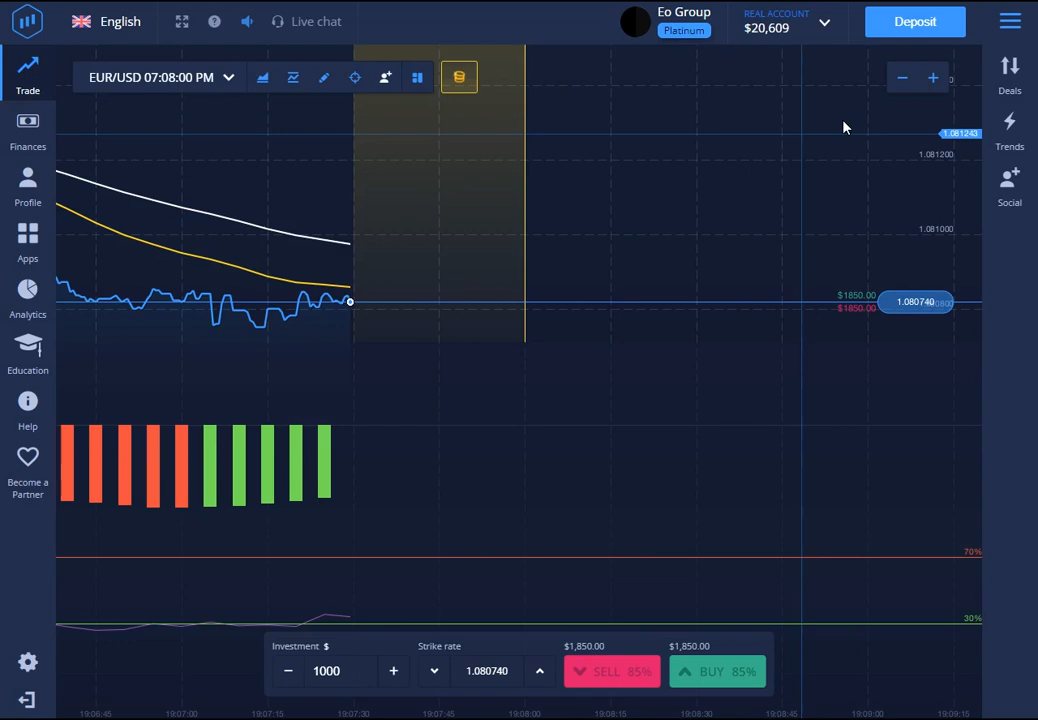 English
Live chat
Eo Group
Platinum
REAL ACCOUNT
$20,609
Deposit
Trade
Finances
Profile
Apps
Analytics
Education
Help
Become a
Partner
EUR/USD 07:08:00 PM
Deals
Trends
Social
1.081243
1.081200
1.081000
$1850.00
$1850.00
1.080740
70%
30%
Investment $
1000
Strike rate
1.080740
$1,850.00
SELL 85%
$1,850.00
BUY 85%
19:06:45
19:07:00
19:07:15
19:07:30
19:07:45
19:08:00
19:08:15
19:08:30
19:08:45
19:09:00
19:09:15